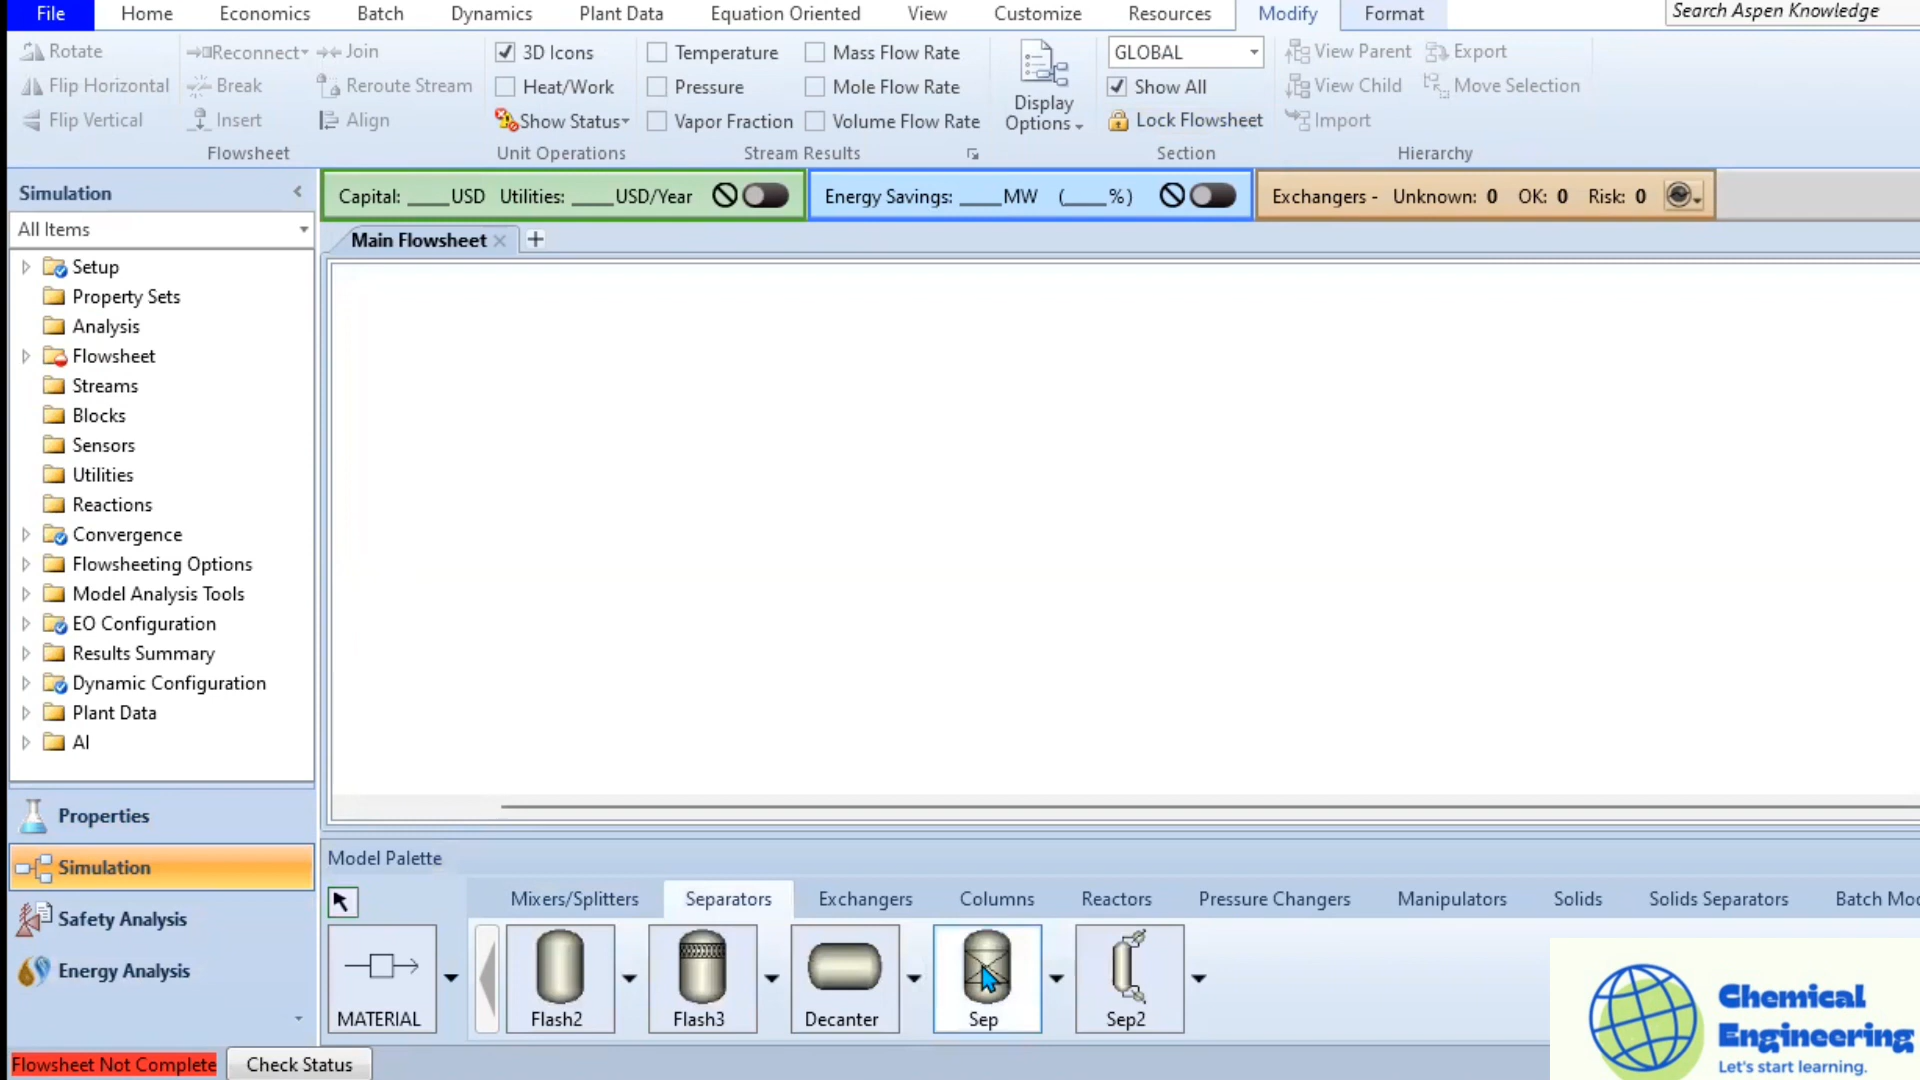 File Home Economics Batch Dynamics Plant Data Equation Oriented View Customize Resources Modify Format Search Aspen Knowledge
Rotate Reconnect Join 3D Icons Temperature Mass Flow Rate GLOBAL View Parent Export
Flip Horizontal Break Reroute Stream Heat/Work Pressure Mole Flow Rate Display Options Show All View Child Move Selection
Flip Vertical Insert Align Show Status Vapor Fraction Volume Flow Rate Lock Flowsheet Import
Flowsheet Unit Operations Stream Results Section Hierarchy
Simulation
Capital: ____USD Utilities: ____USD/Year Energy Savings: ____MW (____%) Exchangers - Unknown: 0 OK: 0 Risk: 0
All Items
Main Flowsheet
Setup
Property Sets
Analysis
Flowsheet
Streams
Blocks
Sensors
Utilities
Reactions
Convergence
Flowsheeting Options
Model Analysis Tools
EO Configuration
Results Summary
Dynamic Configuration
Plant Data
AI
Properties
Simulation
Safety Analysis
Energy Analysis
Model Palette
Mixers/Splitters Separators Exchangers Columns Reactors Pressure Changers Manipulators Solids Solids Separators Batch Moc
MATERIAL Flash2 Flash3 Decanter Sep Sep2
Chemical
Engineering
Let's start learning.
Flowsheet Not Complete Check Status